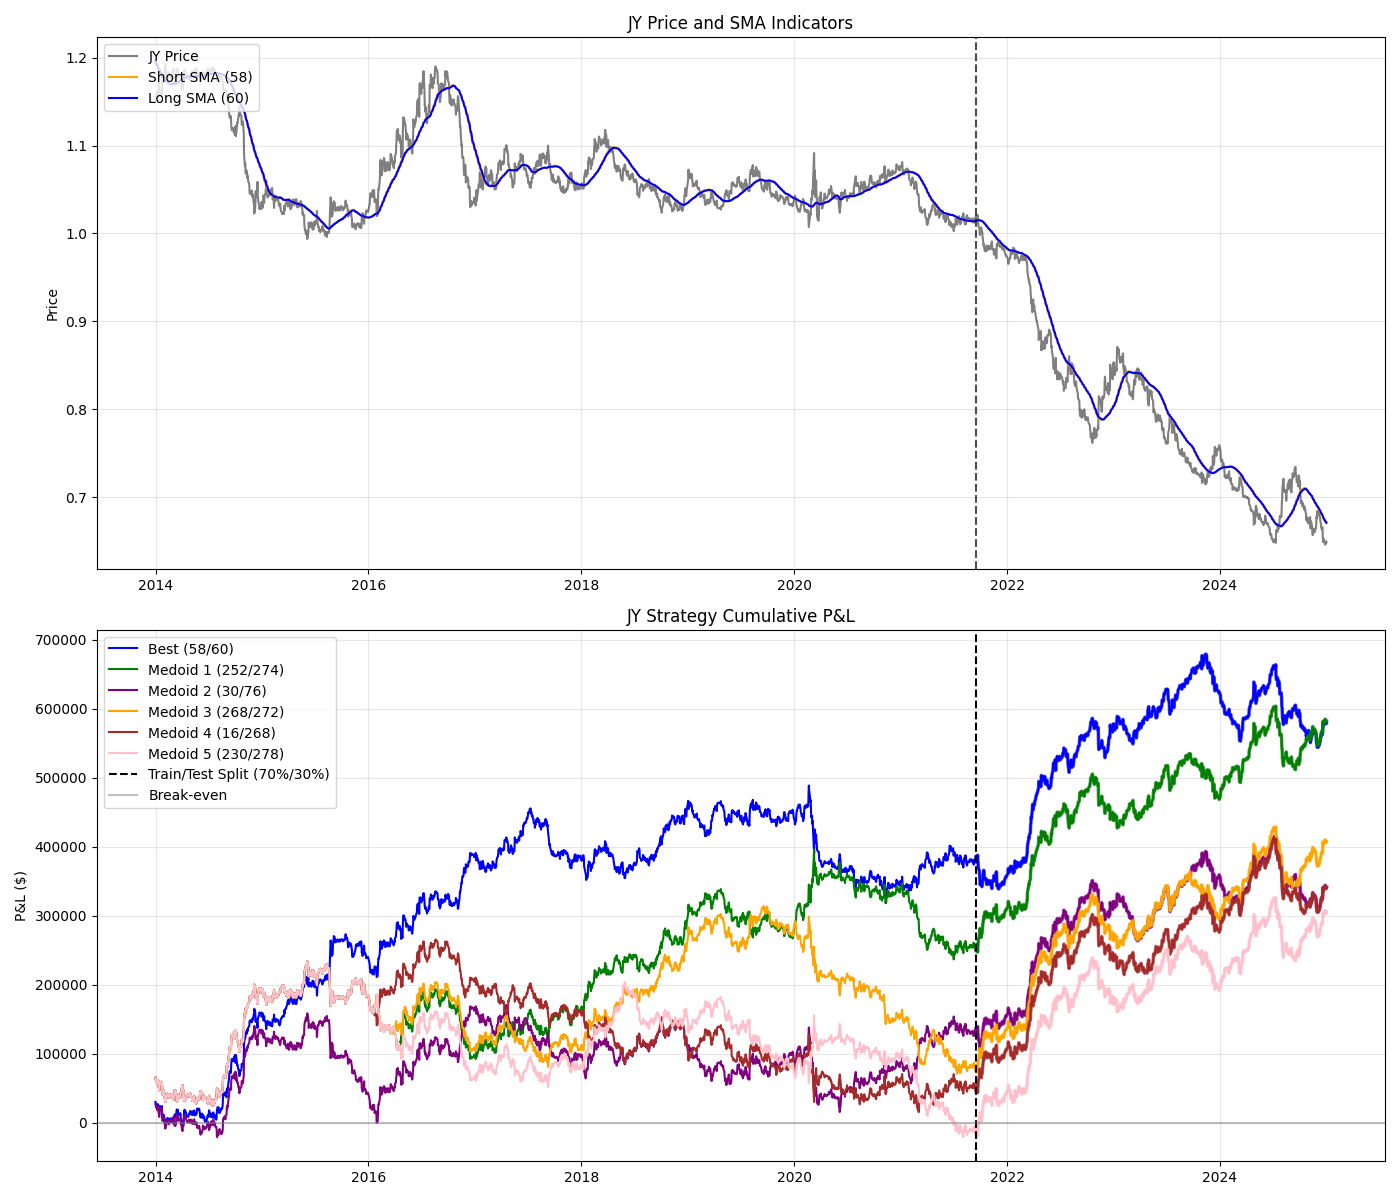 JY Price and SMA Indicators
JY Price
Short SMA (58)
Long SMA (60)
Price
1.2
1.1
1.0
0.9
0.8
0.7
2014 2016 2018 2020 2022 2024
JY Strategy Cumulative P&L
Best (58/60)
Medoid 1 (252/274)
Medoid 2 (30/76)
Medoid 3 (268/272)
Medoid 4 (16/268)
Medoid 5 (230/278)
Train/Test Split (70%/30%)
Break-even
P&L ($)
700000
600000
500000
400000
300000
200000
100000
0
2014 2016 2018 2020 2022 2024